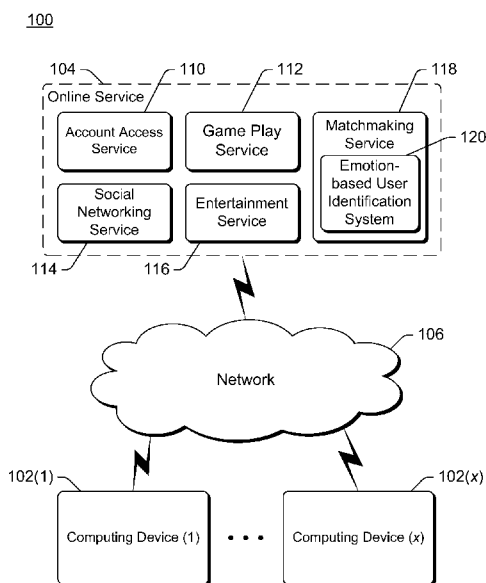 100
104
110
112
118
Online Service
Account Access
Service
Game Play
Service
Matchmaking
Service
120
Emotion-
based User
Identification
System
Social
Networking
Service
Entertainment
Service
114
116
106
Network
102(1)
102(x)
Computing Device (1)
• • •
Computing Device (x)